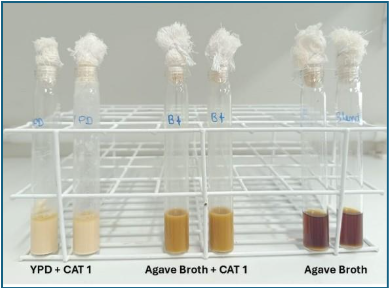 PD
B+
B+
YPD + CAT 1
Agave Broth + CAT 1
Agave Broth